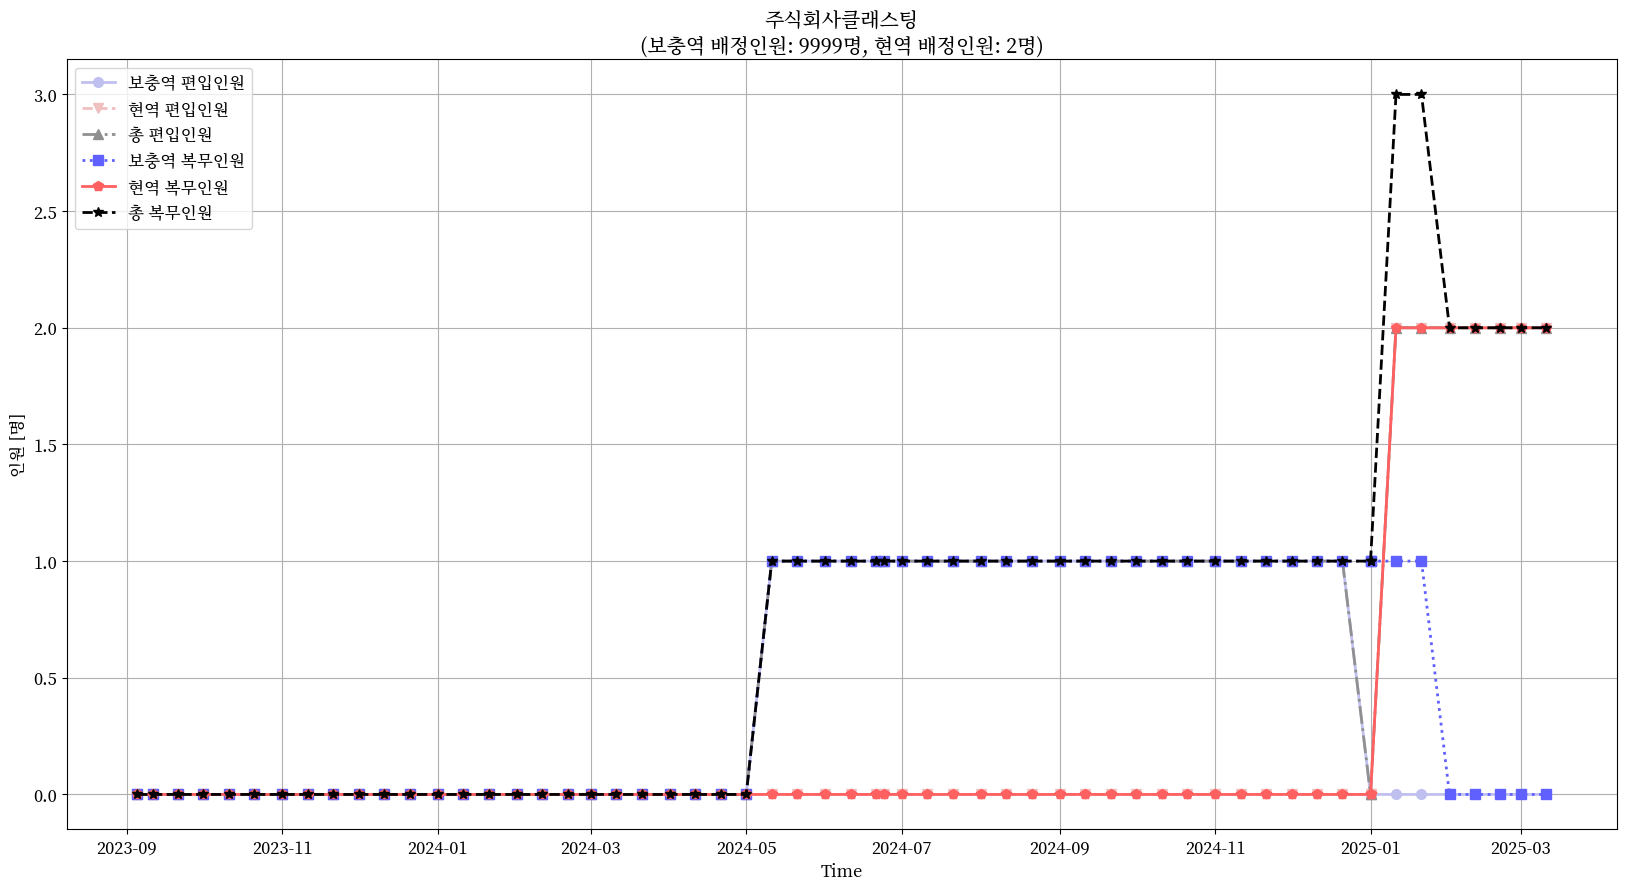 주식회사클래스팅
(보충역 배정인원: 9999명, 현역 배정인원: 2명)
보충역 편입인원
현역 편입인원
총 편입인원
보충역 복무인원
현역 복무인원
총 복무인원
3.0
2.5
2.0
1.5
1.0
0.5
0.0
인원 [명]
2023-09
2023-11
2024-01
2024-03
2024-05
2024-07
2024-09
2024-11
2025-01
2025-03
Time